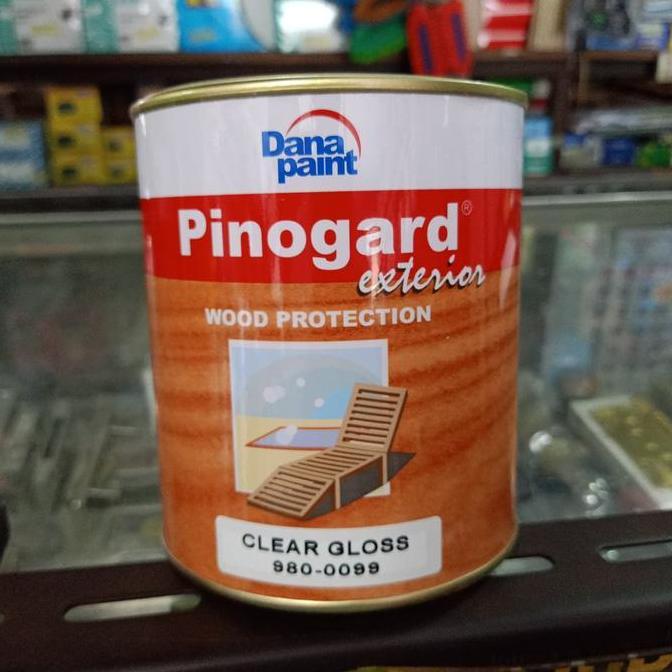 Dana
paint
Pinogard®
exterior
WOOD PROTECTION
CLEAR GLOSS
980-0099